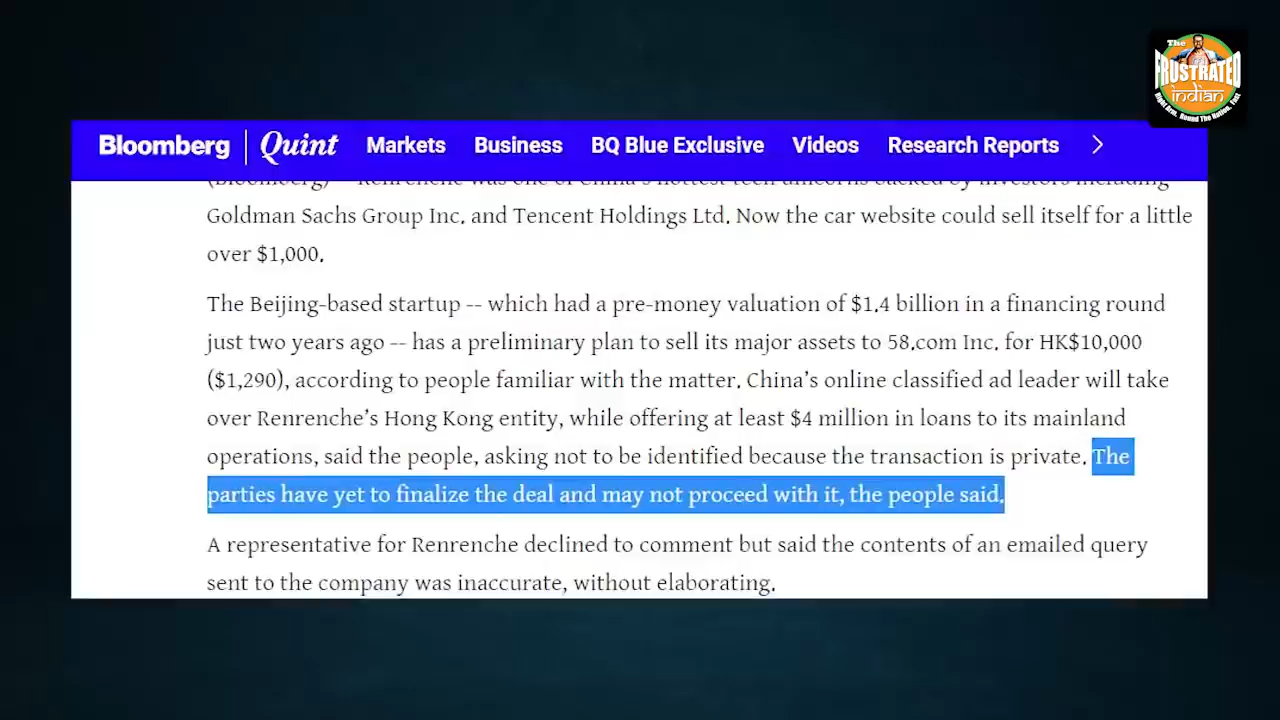 The
FRUSTRATED
indian
Right Arm. Round The Nation. Fast
Bloomberg | Quint Markets Business BQ Blue Exclusive Videos Research Reports >
(Bloomberg) -- Renrenche was one of China's hottest tech unicorns backed by investors including
Goldman Sachs Group Inc. and Tencent Holdings Ltd. Now the car website could sell itself for a little
over $1,000.
The Beijing-based startup -- which had a pre-money valuation of $1.4 billion in a financing round
just two years ago -- has a preliminary plan to sell its major assets to 58.com Inc. for HK$10,000
($1,290), according to people familiar with the matter. China's online classified ad leader will take
over Renrenche's Hong Kong entity, while offering at least $4 million in loans to its mainland
operations, said the people, asking not to be identified because the transaction is private. The
parties have yet to finalize the deal and may not proceed with it, the people said.
A representative for Renrenche declined to comment but said the contents of an emailed query
sent to the company was inaccurate, without elaborating.